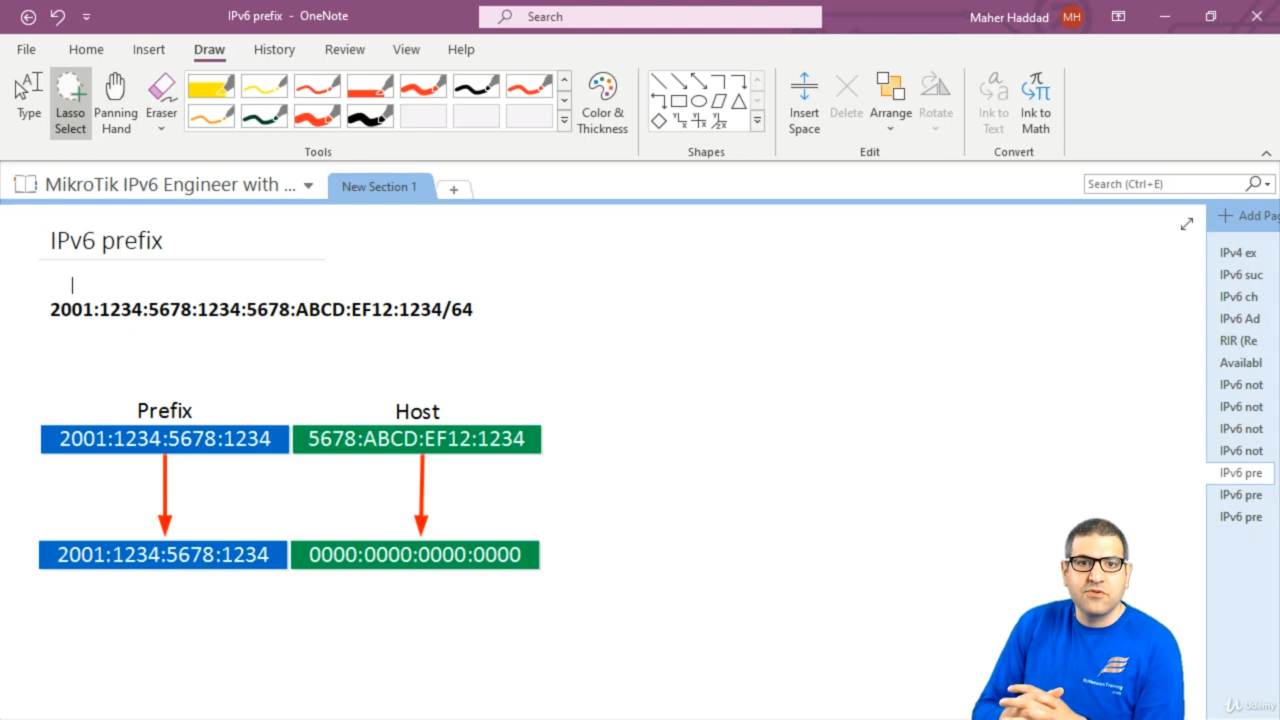 IPv6 prefix - OneNote
Search
Maher Haddad
MH
File Home Insert Draw History Review View Help
Type
Lasso Select
Panning Hand
Eraser
Color & Thickness
Insert Space
Delete
Arrange
Rotate
Ink to Text
Ink to Math
Tools
Shapes
Edit
Convert
MikroTik IPv6 Engineer with ...
New Section 1
Search (Ctrl+E)
Add Pag
IPv6 prefix
2001:1234:5678:1234:5678:ABCD:EF12:1234/64
Prefix
Host
2001:1234:5678:1234
5678:ABCD:EF12:1234
2001:1234:5678:1234
0000:0000:0000:0000
IPv4 ex
IPv6 suc
IPv6 ch
IPv6 Ad
RIR (Re
Availabl
IPv6 not
IPv6 not
IPv6 not
IPv6 not
IPv6 pre
IPv6 pre
IPv6 pre
Udemy